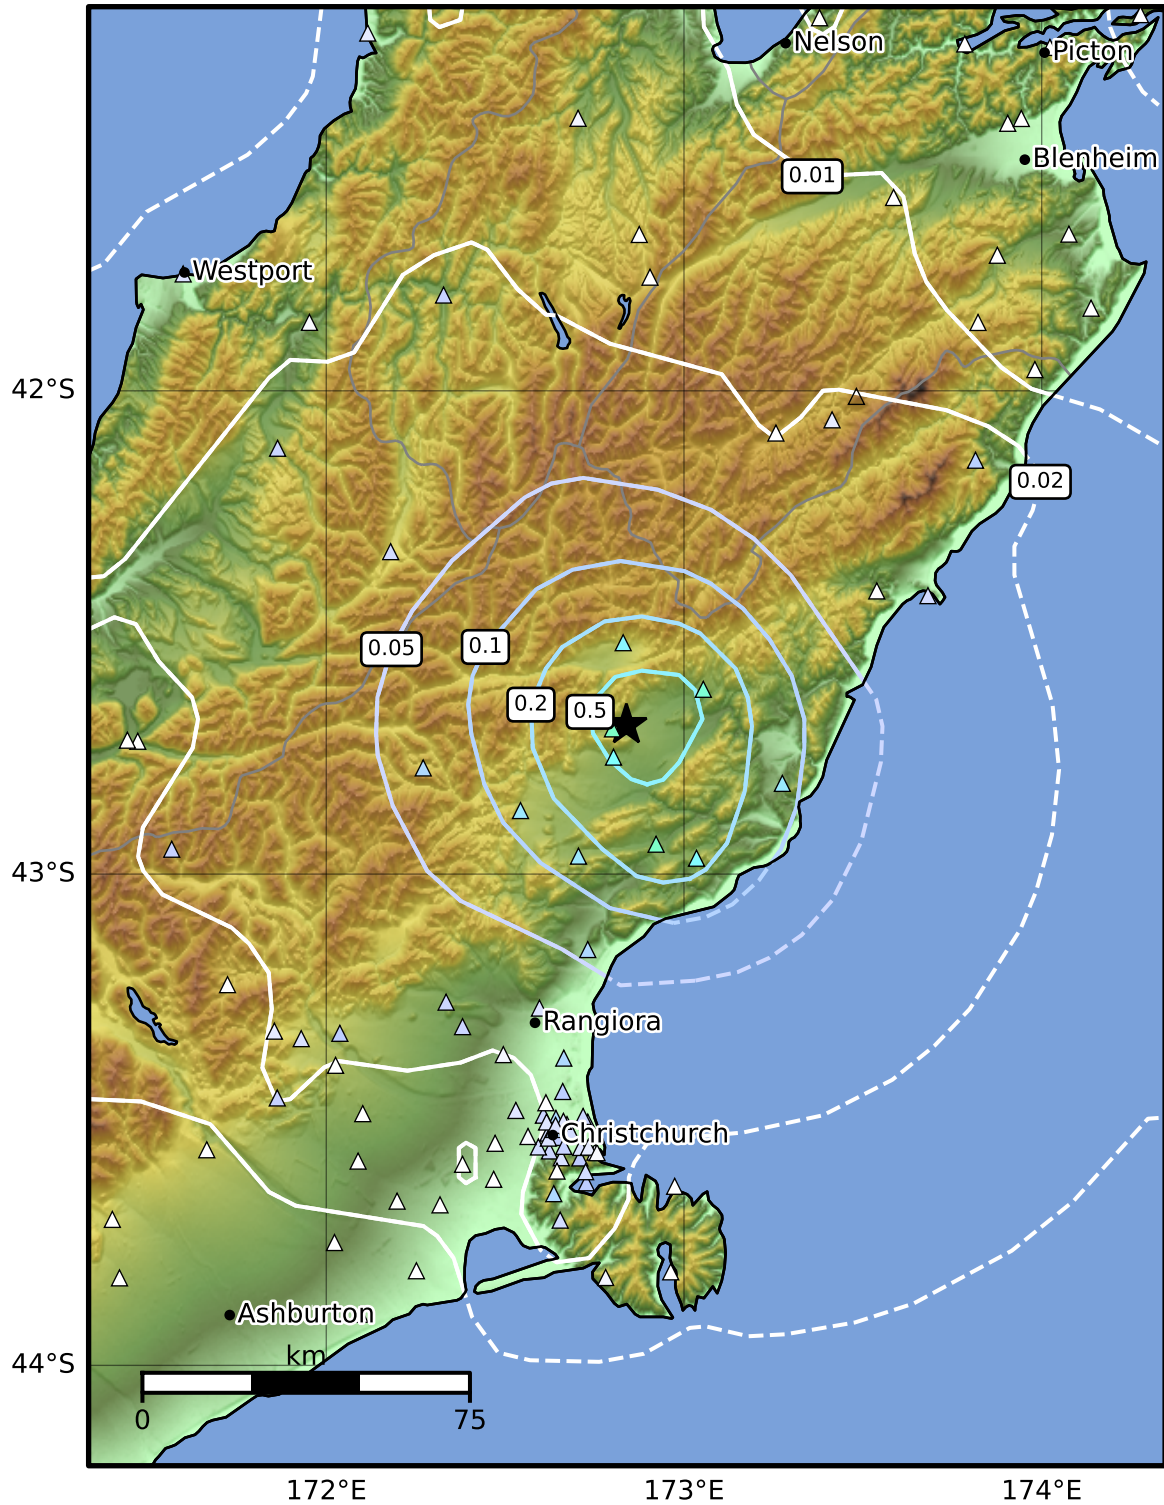 Nelson
Picton
Blenheim
0.01
Westport
42°S
0.02
0.05
0.1
0.2
0.5
43°S
Rangiora
Christchurch
Ashburton
44°S
km
0
75
172°E
173°E
174°E